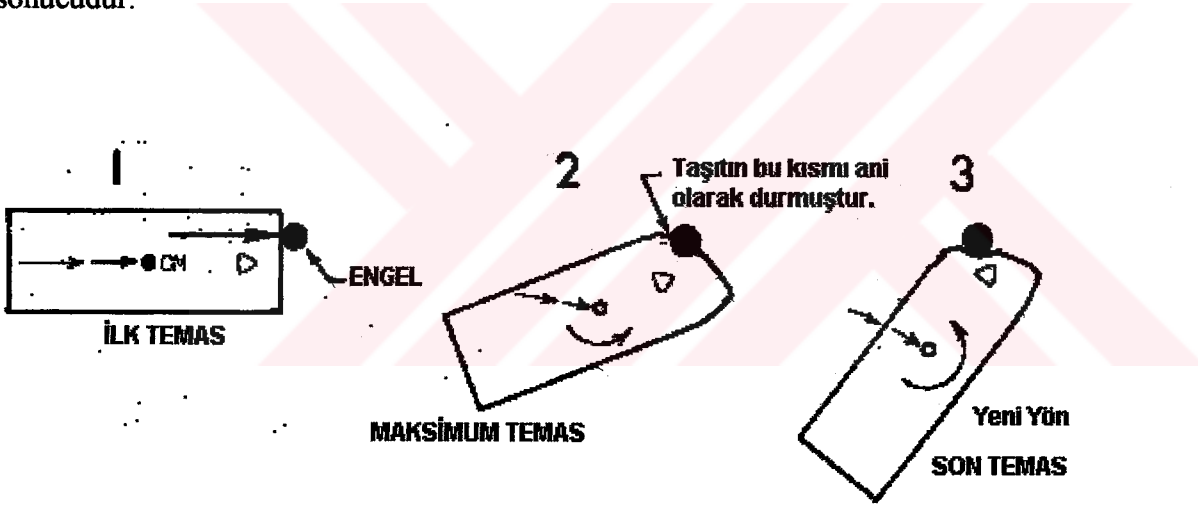 sonucudur.
1
CM
ENGEL
İLK TEMAS
2
Taşıtın bu kısmı ani
olarak durmuştur.
MAKSİMUM TEMAS
3
Yeni Yön
SON TEMAS